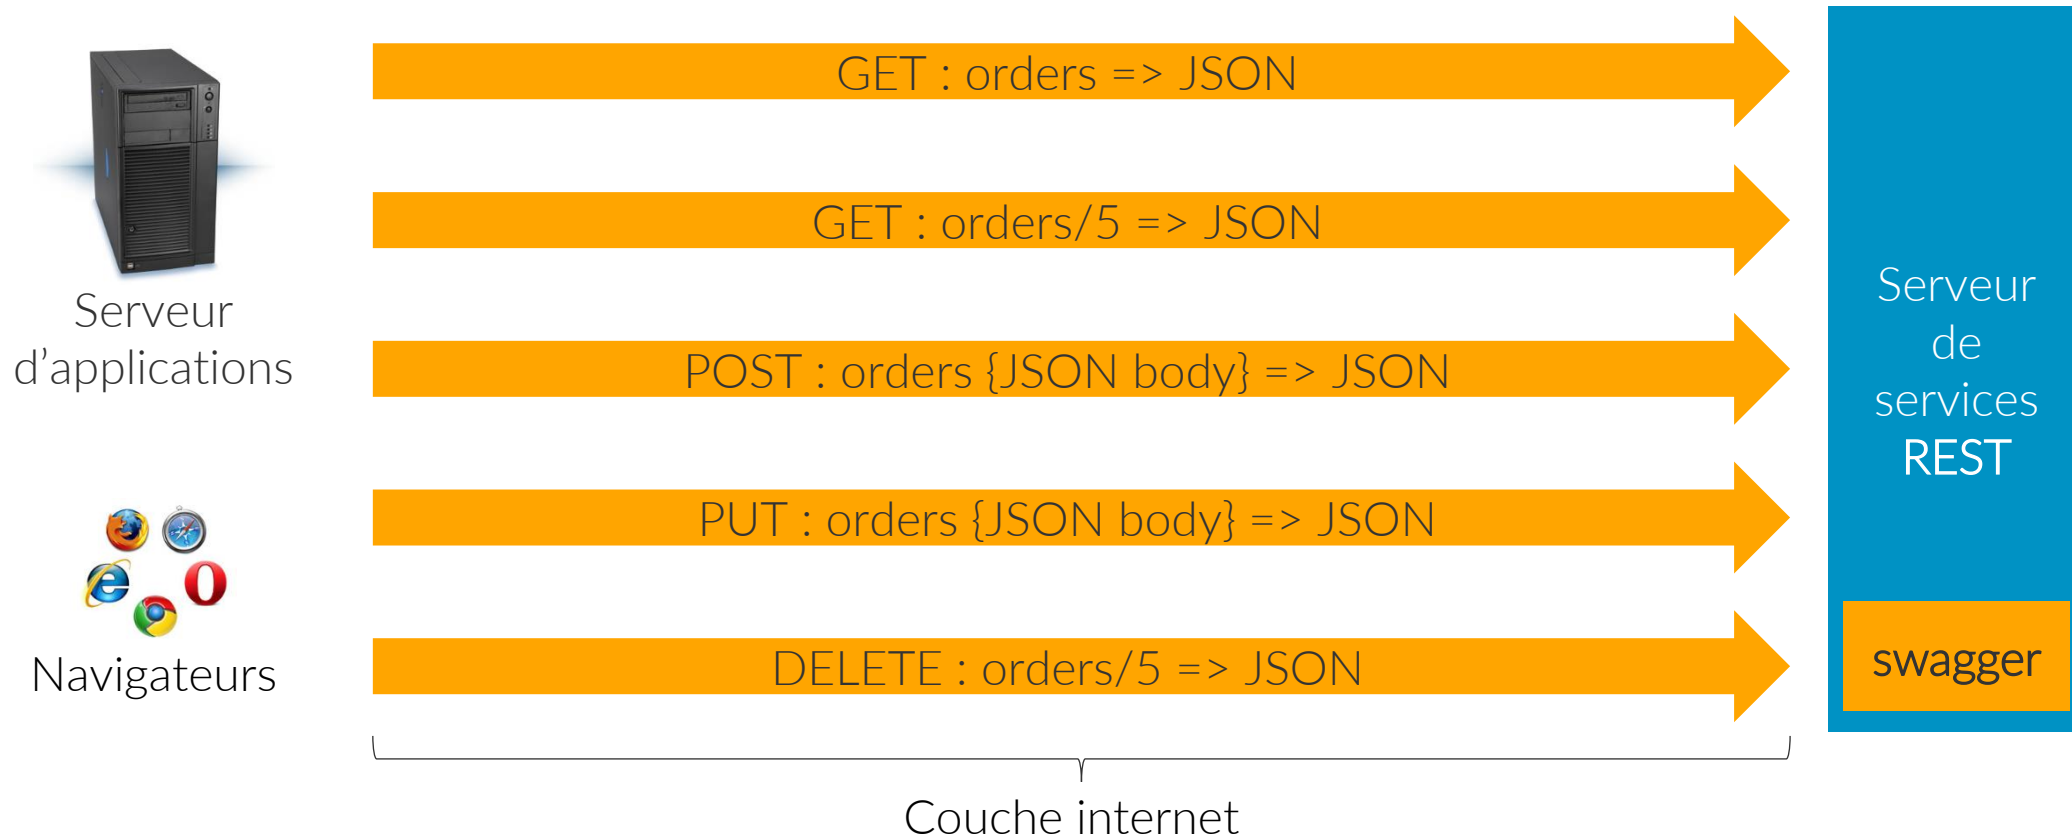 GET : orders => JSON
GET : orders/5 => JSON
Serveur
d’applications
POST : orders {JSON body} => JSON
PUT : orders {JSON body} => JSON
Navigateurs
DELETE : orders/5 => JSON
Serveur
de
services
REST
swagger
Couche internet